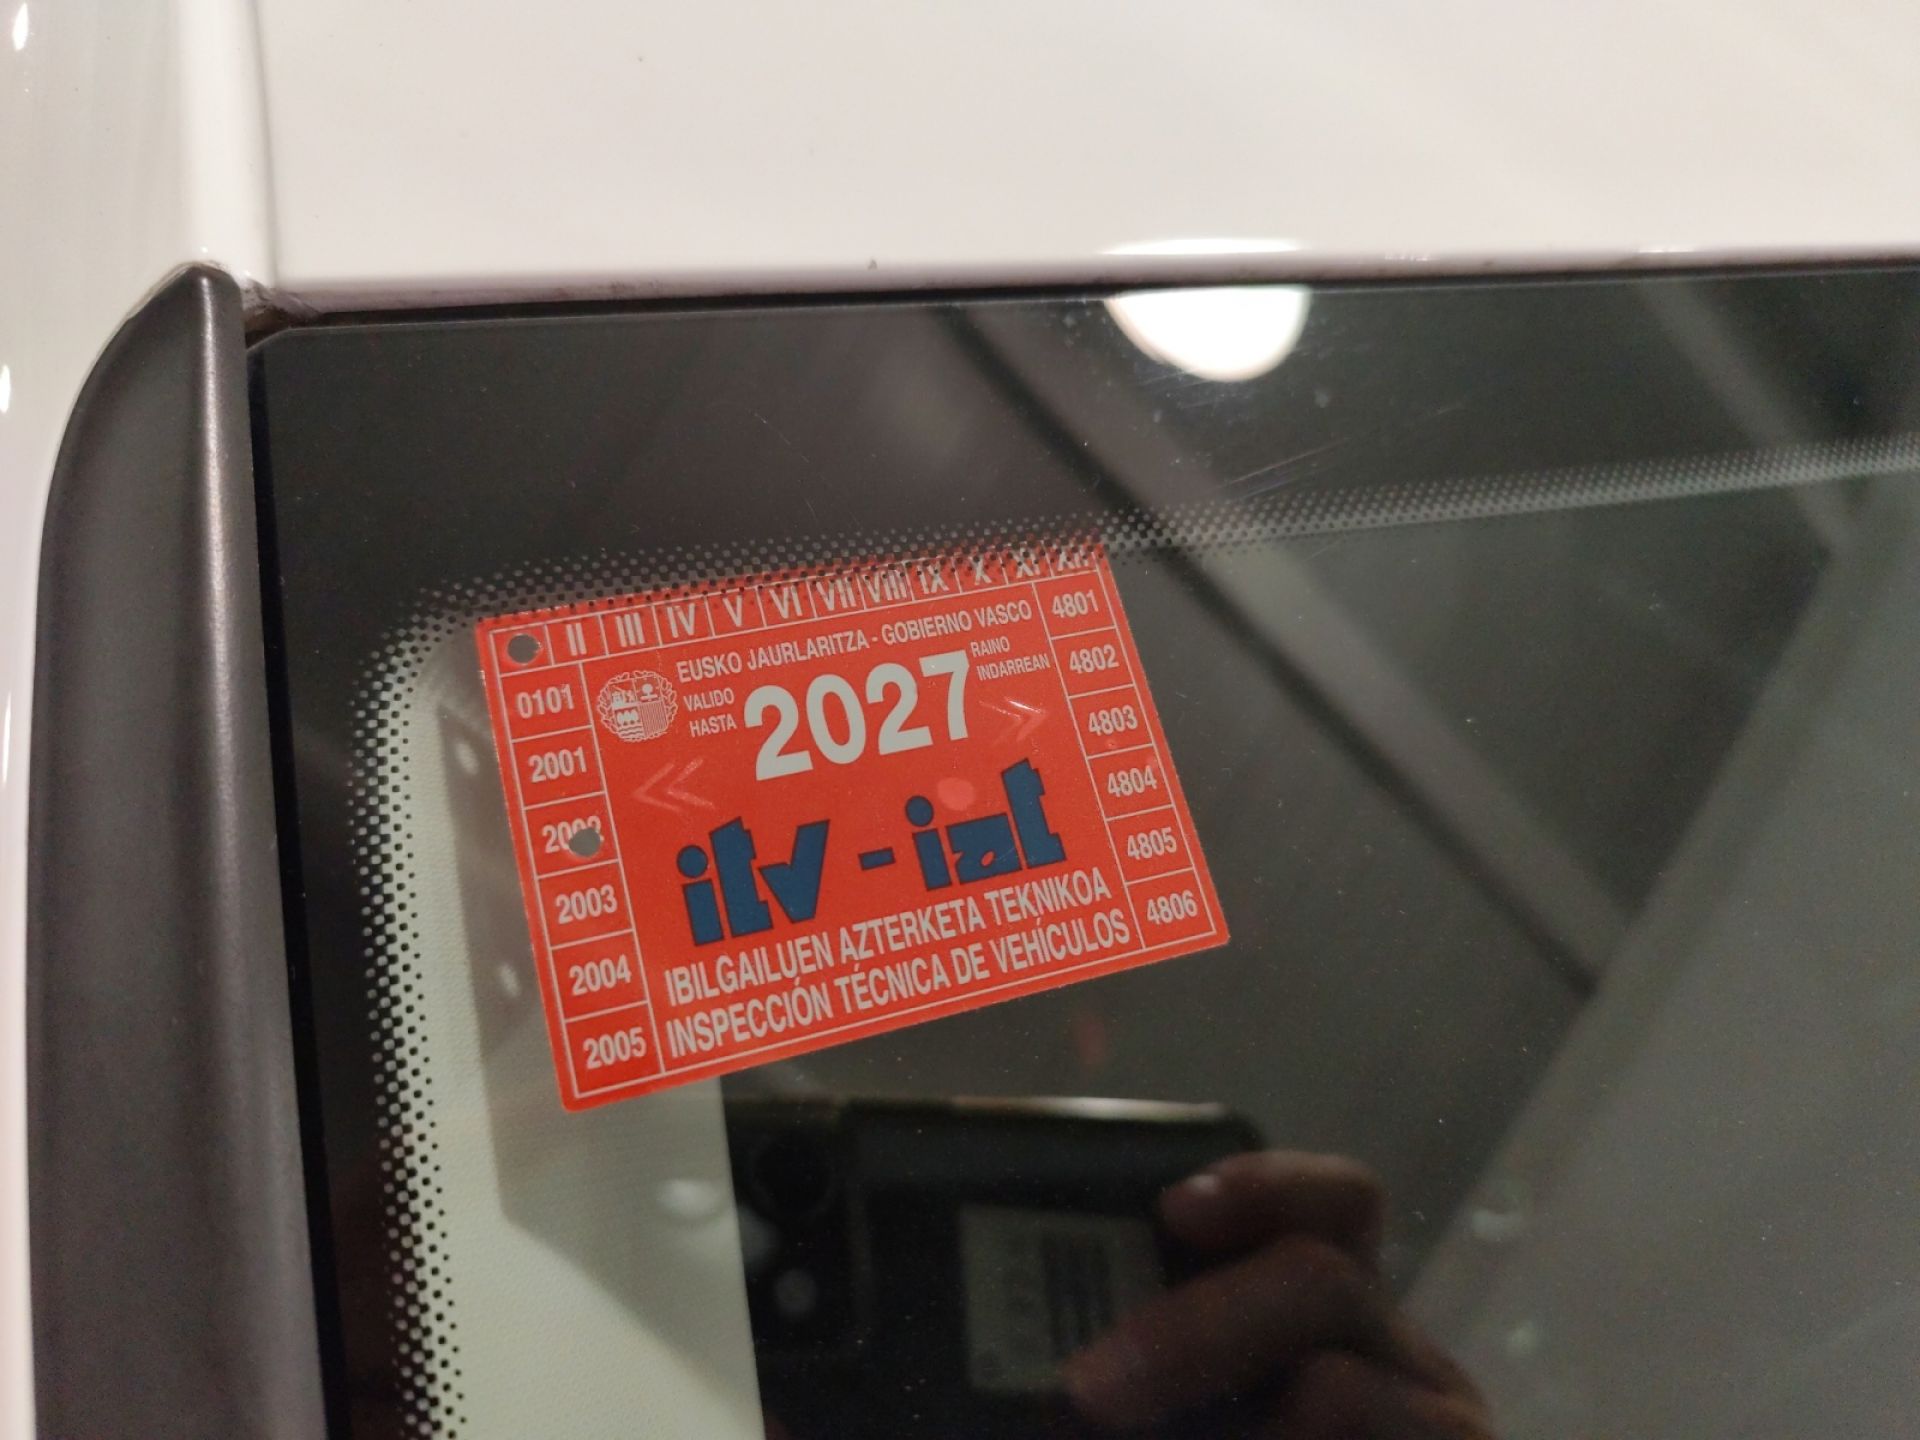 II III IV V VI VII VIII IX X XI XII
EUSKO JAURLARITZA - GOBIERNO VASCO
VALIDO
HASTA
2027
RAINO
INDARREAN
0101
2001
2002
2003
2004
2005
4801
4802
4803
4804
4805
4806
itv - iat
IBILGAILUEN AZTERKETA TEKNIKOA
INSPECCIÓN TÉCNICA DE VEHÍCULOS